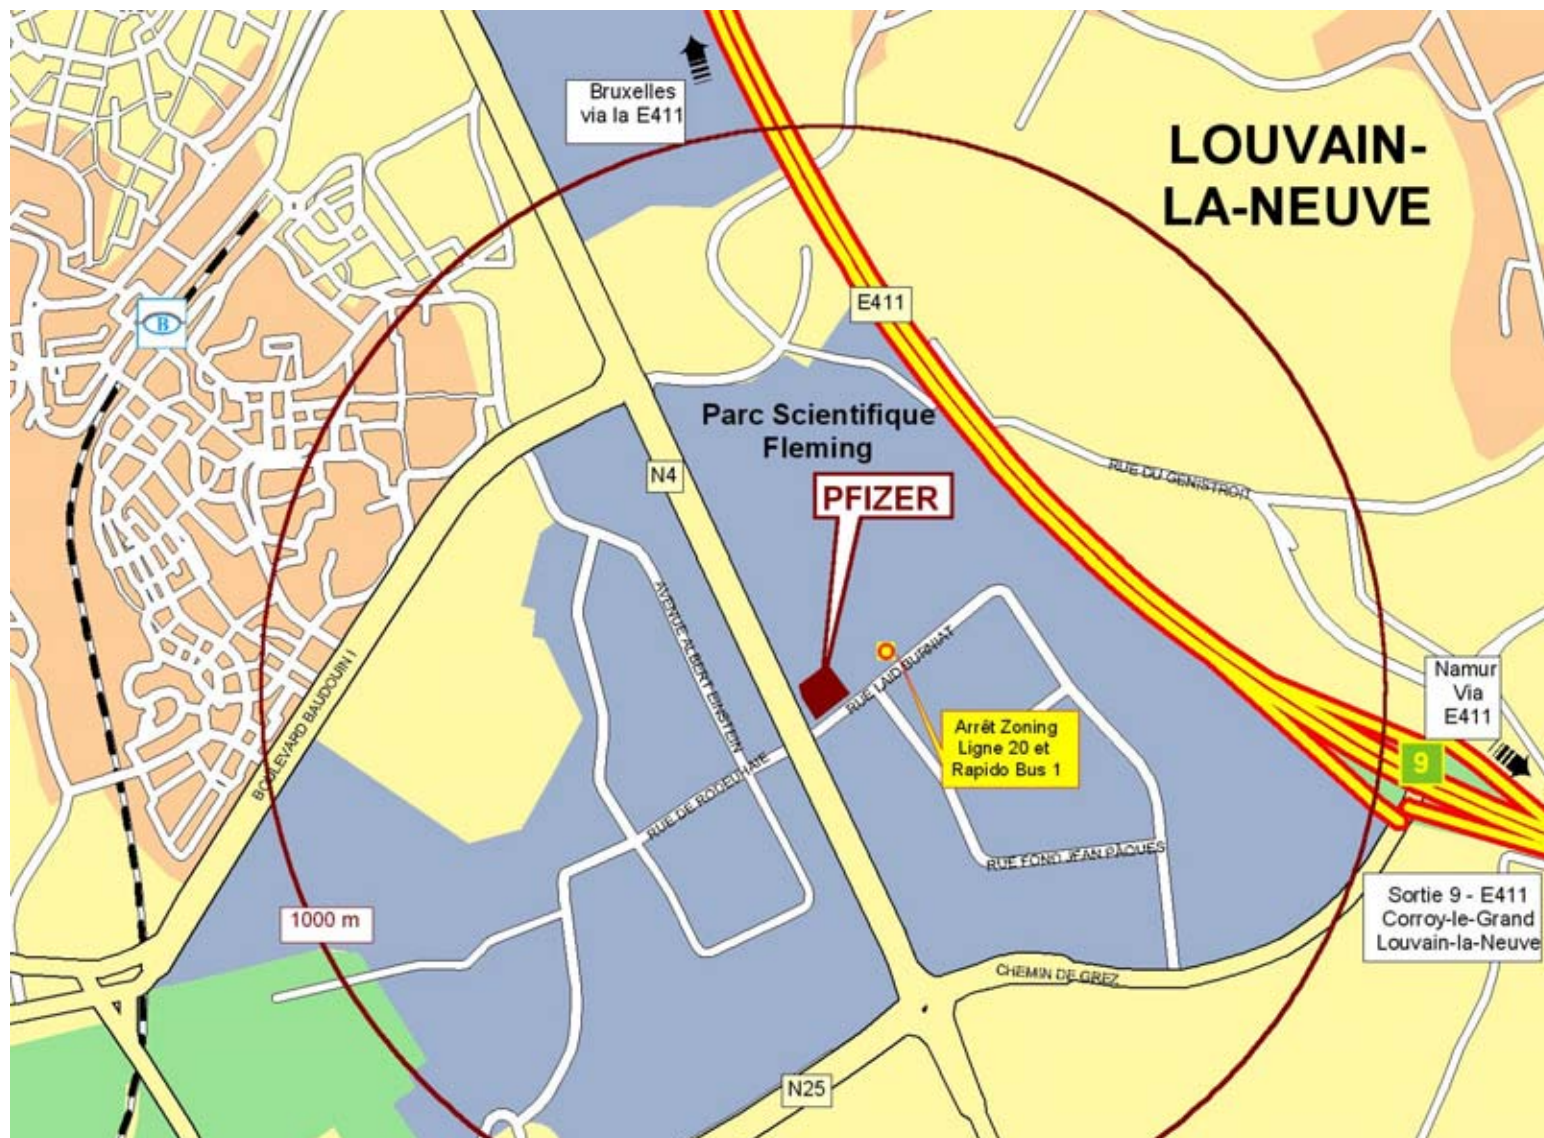 Bruxelles
via la E411
LOUVAIN-
LA-NEUVE
E411
B
Parc Scientifique
Fleming
N4
PFIZER
RUE DU GENISTROIT
AVENUE ALBERT EINSTEIN
RUE LAID BURNIAT
BOULEVARD BAUDOUIN I
Namur
Via
E411
Arrêt Zoning
Ligne 20 et
Rapido Bus 1
9
RUE DE RODEUHAIE
RUE FOND JEAN PAQUES
1000 m
Sortie 9 - E411
Corroy-le-Grand
Louvain-la-Neuve
CHEMIN DE GREZ
N25